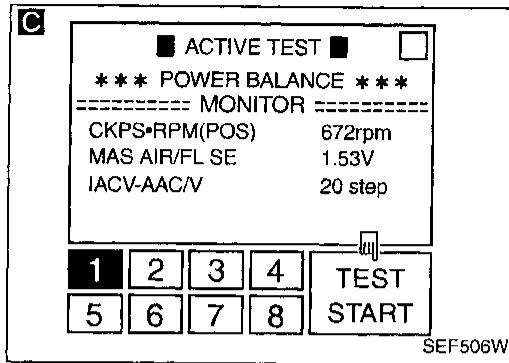 C
■ ACTIVE TEST ■
*** POWER BALANCE ***
========== MONITOR ==========
CKPS•RPM(POS) 672rpm
MAS AIR/FL SE 1.53V
IACV-AAC/V 20 step
1 2 3 4
5 6 7 8
TEST
START
SEF506W